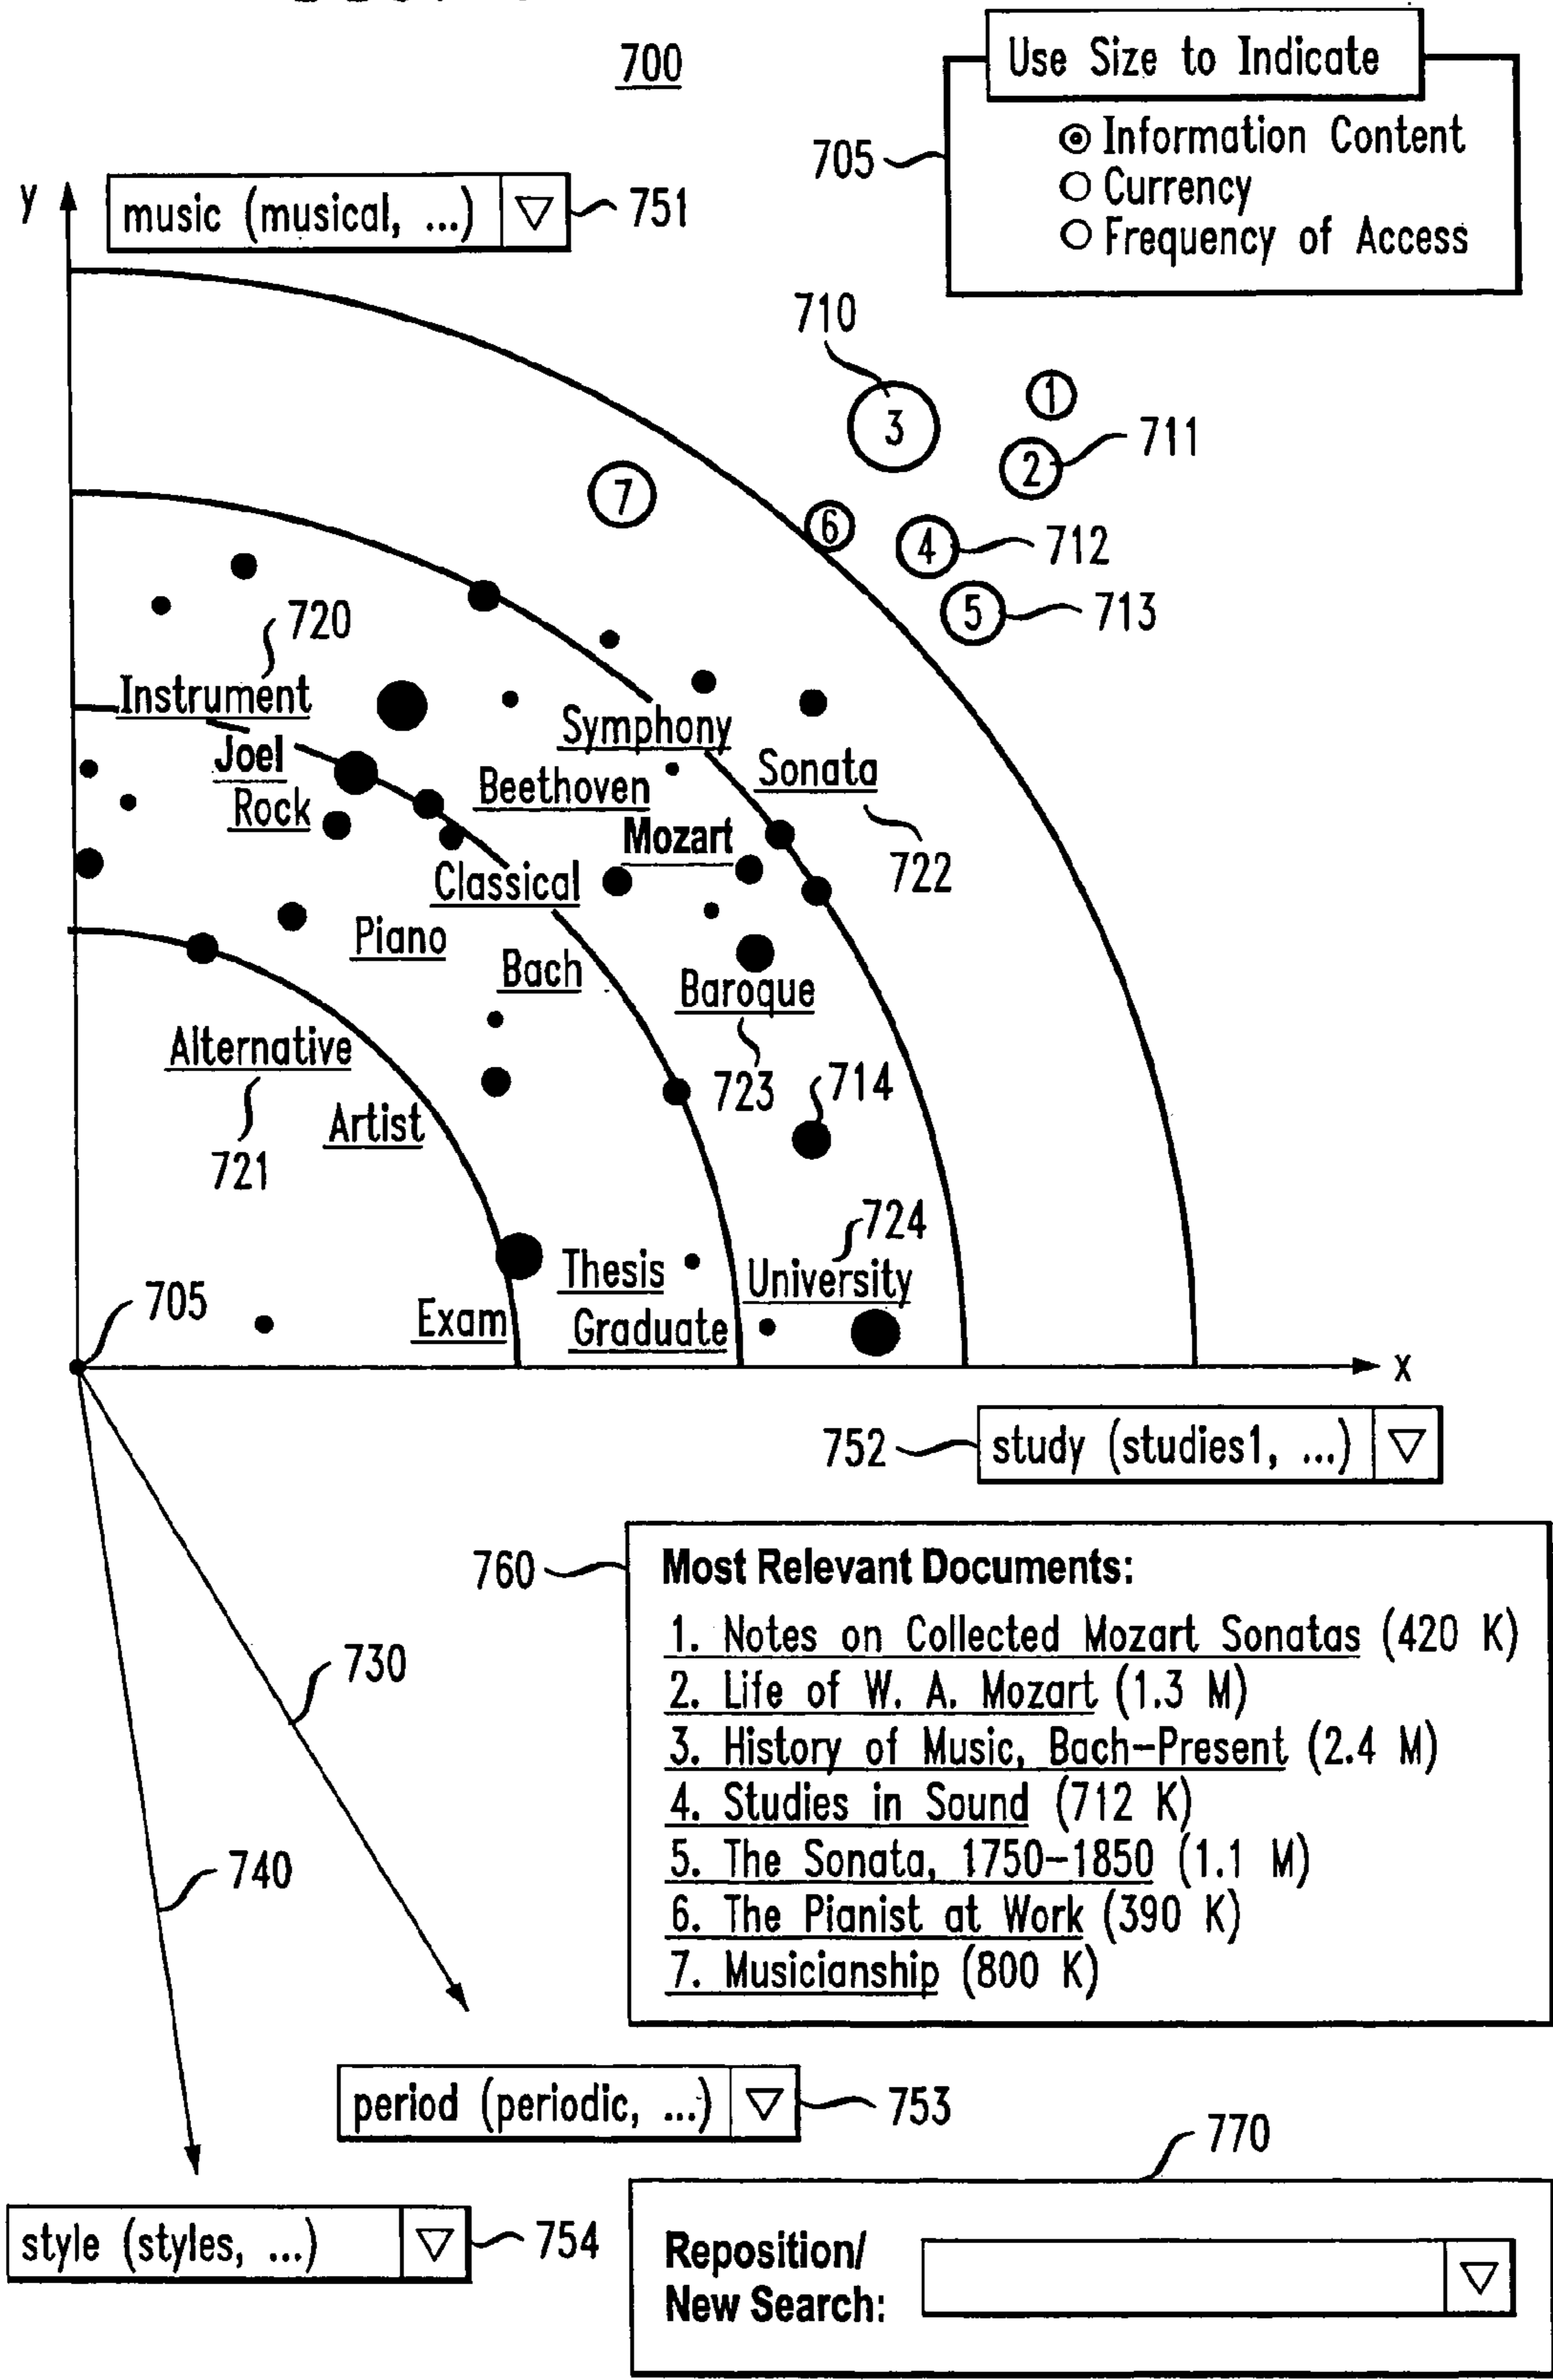 700
Use Size to Indicate
705
Information Content
Currency
Frequency of Access
y
music (musical, ...)
751
710
1
3
711
2
7
6
4
712
5
713
720
Instrument
Symphony
Joel
Sonata
Beethoven
Rock
Mozart
722
Classical
Piano
Bach
Baroque
Alternative
723
714
Artist
721
724
Thesis
University
705
Exam
Graduate
x
752
study (studies1, ...)
760
Most Relevant Documents:
1. Notes on Collected Mozart Sonatas (420 K)
2. Life of W. A. Mozart (1.3 M)
730
3. History of Music, Bach-Present (2.4 M)
4. Studies in Sound (712 K)
740
5. The Sonata, 1750-1850 (1.1 M)
6. The Pianist at Work (390 K)
7. Musicianship (800 K)
period (periodic, ...)
753
770
style (styles, ...)
754
Reposition/
New Search: